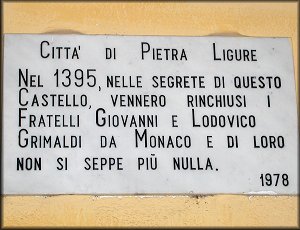 CITTA' DI PIETRA LIGURE
NEL 1395, NELLE SEGRETE DI QUESTO
CASTELLO, VENNERO RINCHIUSI I
FRATELLI GIOVANNI E LODOVICO
GRIMALDI DA MONACO E DI LORO
NON SI SEPPE PIÙ NULLA.
1978